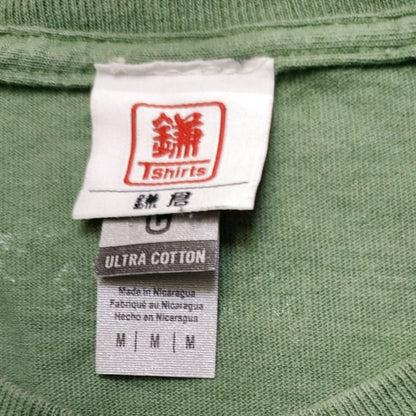 鎌
Tshirts
鎌倉
G
ULTRA COTTON
Made in Nicaragua
Fabriqué au Nicaragua
Hecho en Nicaragua
M M M